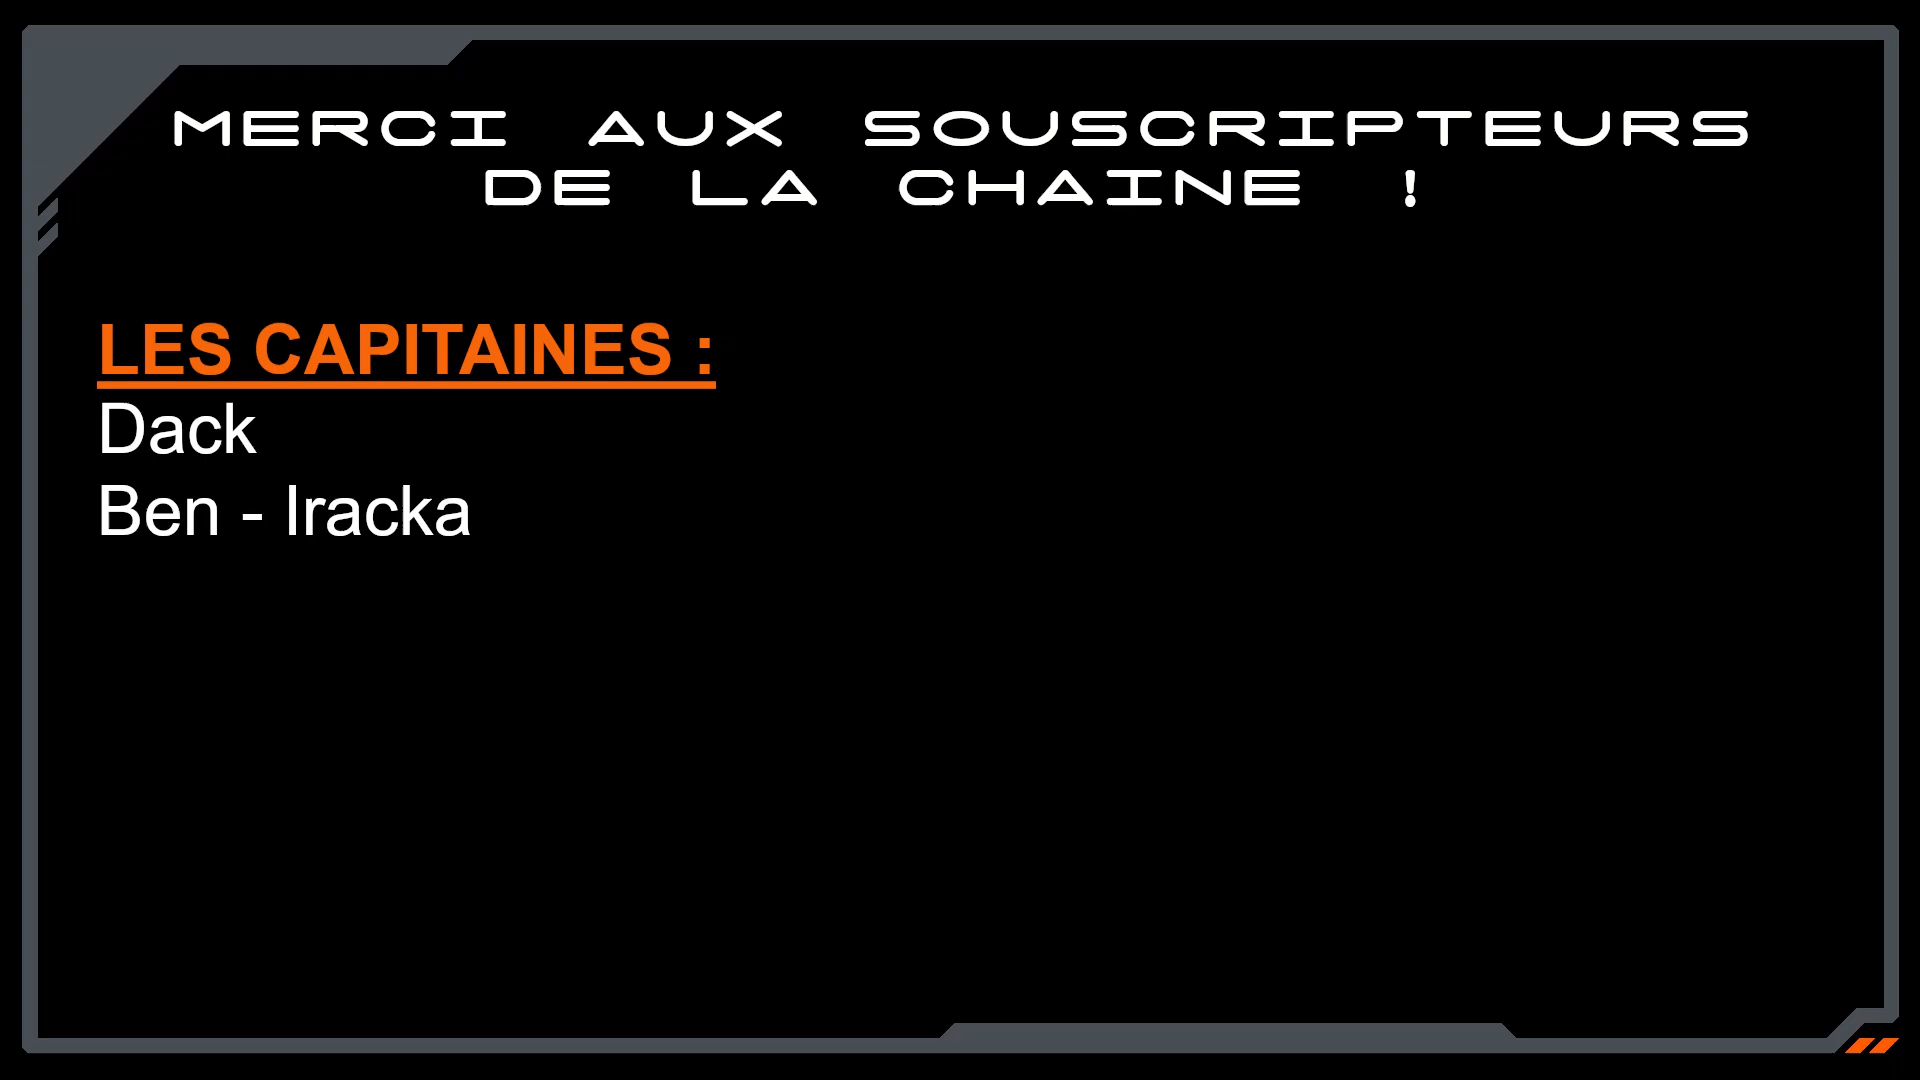 MERCI AUX SOUSCRIPTEURS
DE LA CHAINE !
LES CAPITAINES :
Dack
Ben - Iracka